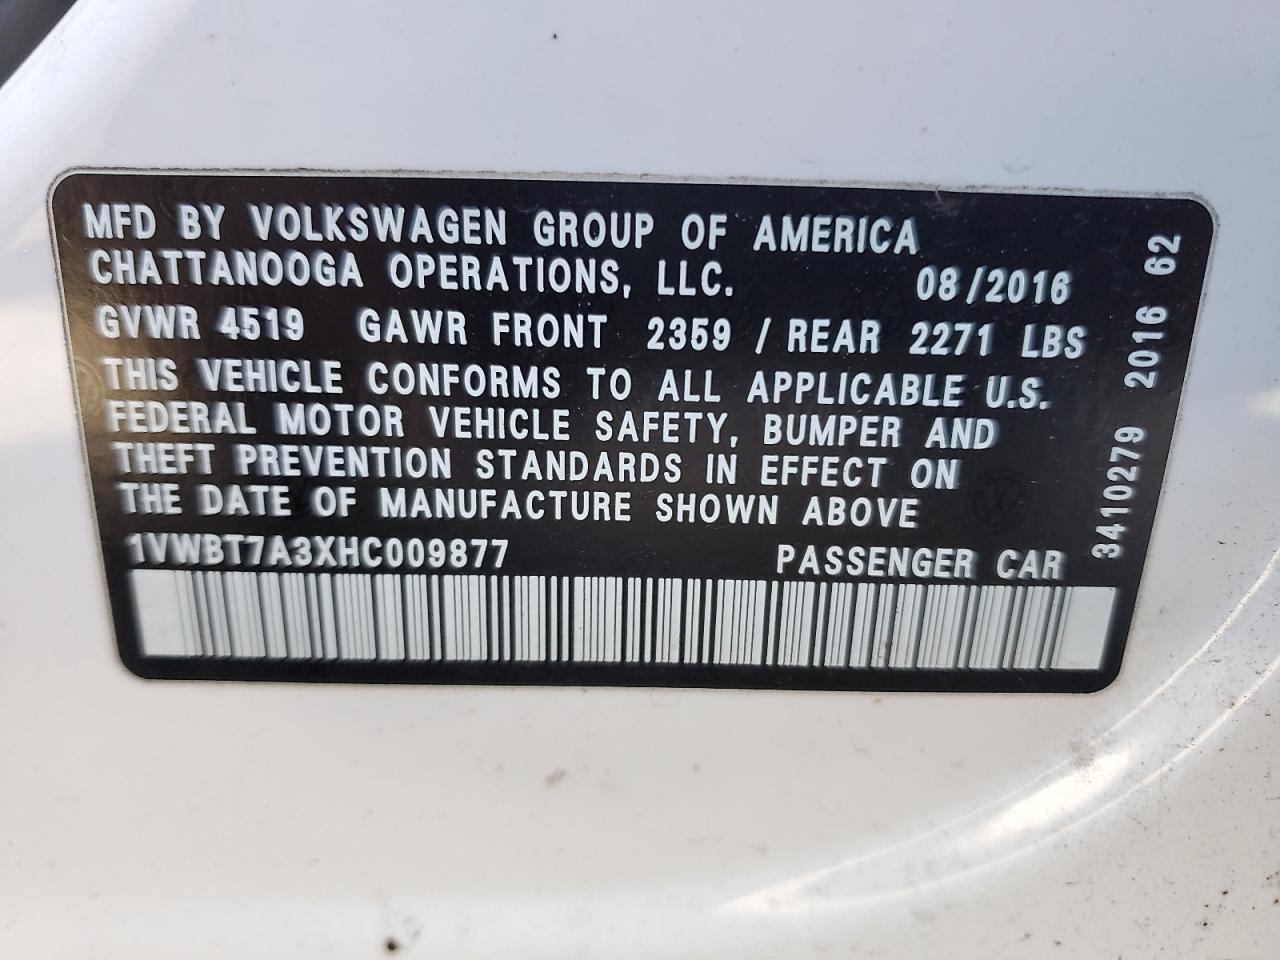 MFD BY VOLKSWAGEN GROUP OF AMERICA
CHATTANOOGA OPERATIONS, LLC. 08/2016
GVWR 4519 GAWR FRONT 2359 / REAR 2271 LBS
THIS VEHICLE CONFORMS TO ALL APPLICABLE U.S.
FEDERAL MOTOR VEHICLE SAFETY, BUMPER AND
THEFT PREVENTION STANDARDS IN EFFECT ON
THE DATE OF MANUFACTURE SHOWN ABOVE
1VWBT7A3XHC009877 PASSENGER CAR
3410279 2016 62